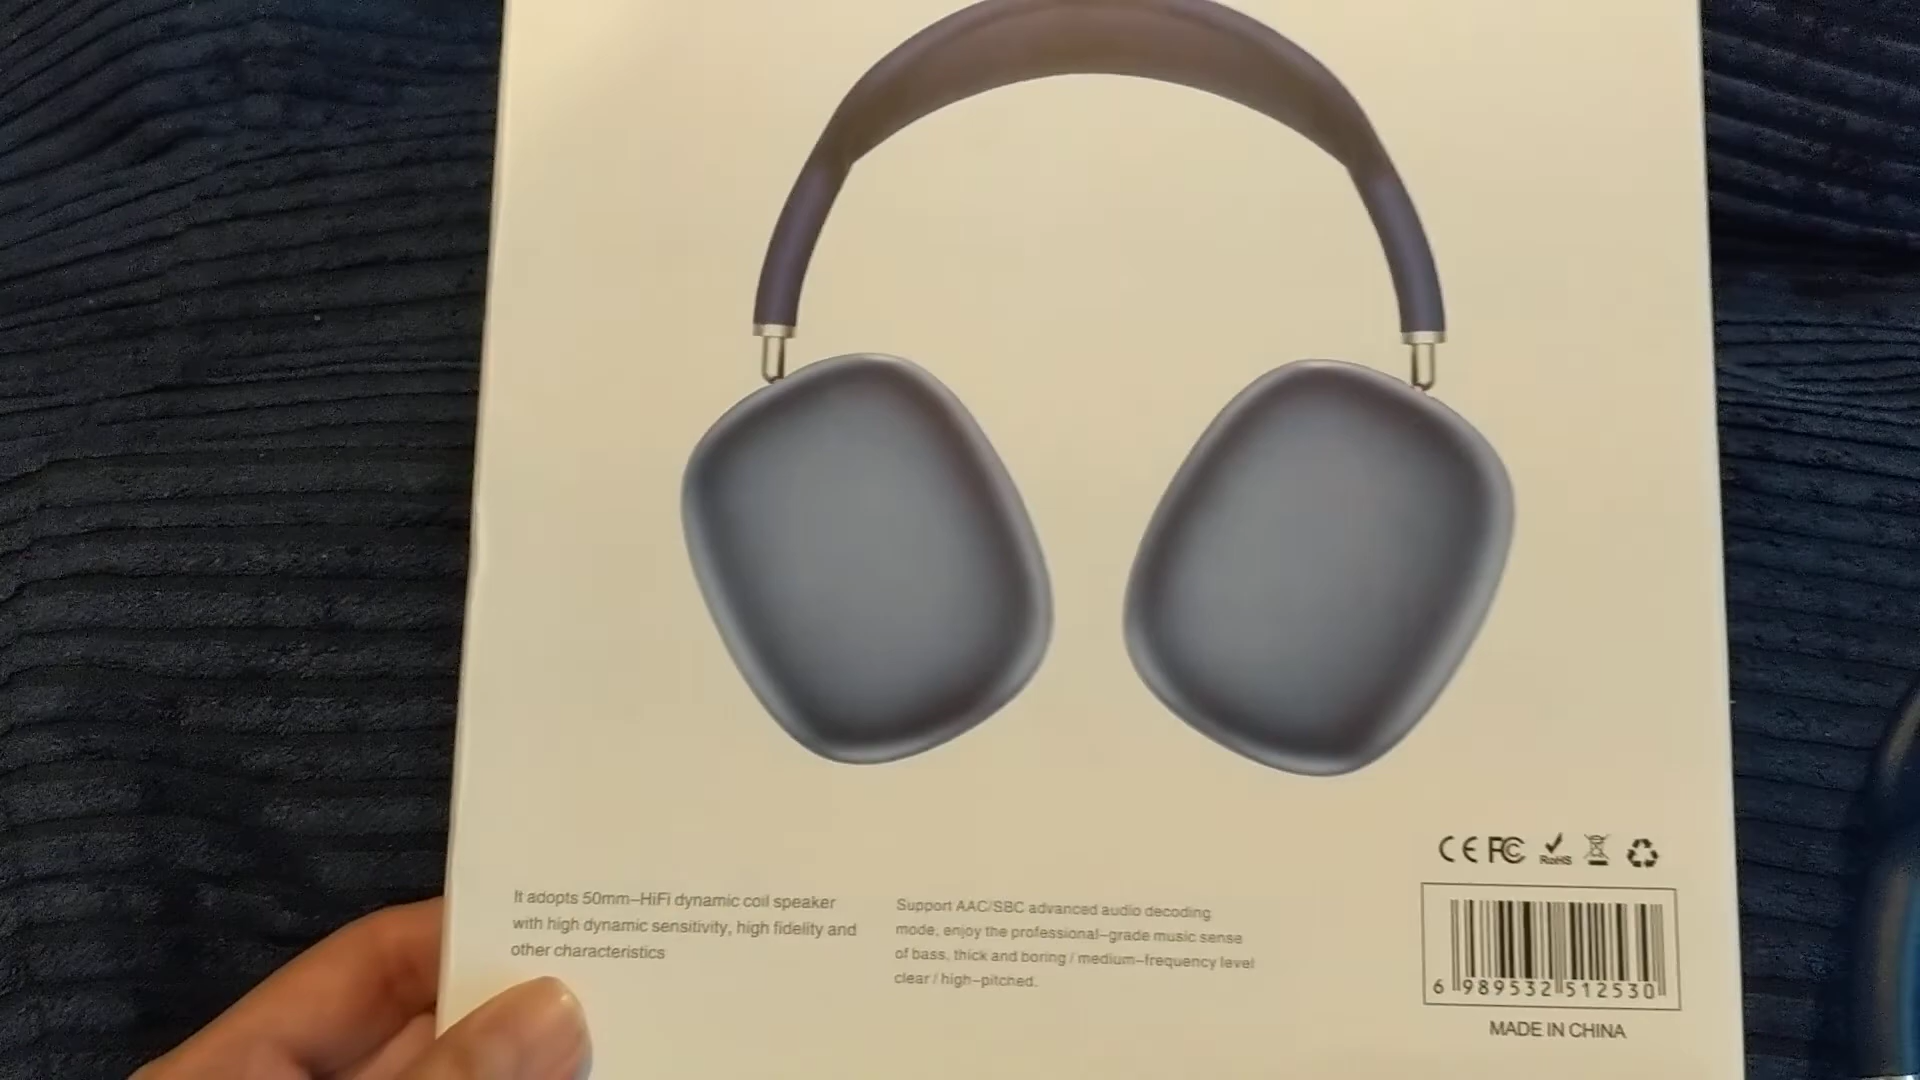 It adopts 50mm-HiFi dynamic coil speaker
with high dynamic sensitivity, high fidelity and
other characteristics
Support AAC/SBC advanced audio decoding
mode, enjoy the professional-grade music sense
of bass, thick and boring / medium-frequency level
clear / high-pitched.
CE FC RoHS
6 989532 512530
MADE IN CHINA